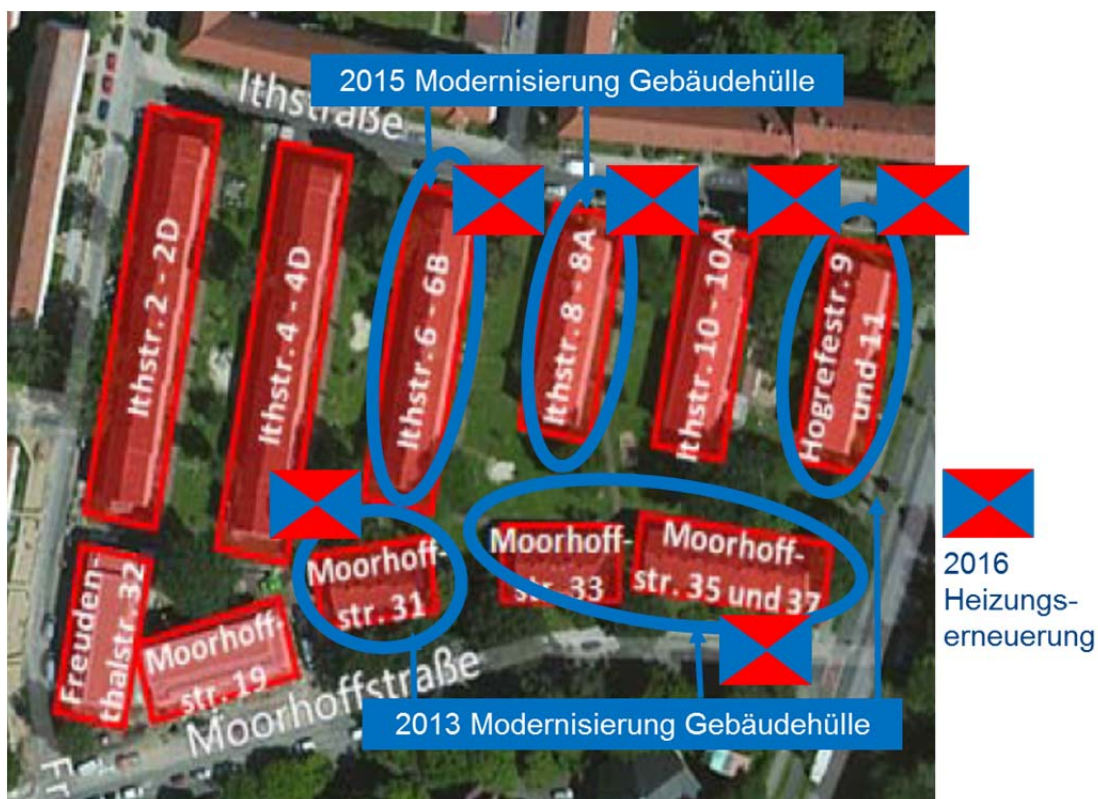 2015 Modernisierung Gebäudehülle
Ithstraße
Ithstr. 2 - 2D
Ithstr. 4 - 4D
Ithstr. 6 - 6B
Ithstr. 8 - 8A
Ithstr. 10 - 10A
Hogrefestr. 9
und 11
Freuden-
thalstr. 32
Moorhoff-
str. 19
Moorhoff-
str. 31
Moorhoff-
str. 33
Moorhoff-
str. 35 und 37
Moorhoffstraße
2013 Modernisierung Gebäudehülle
2016
Heizungs-
erneuerung
Fr